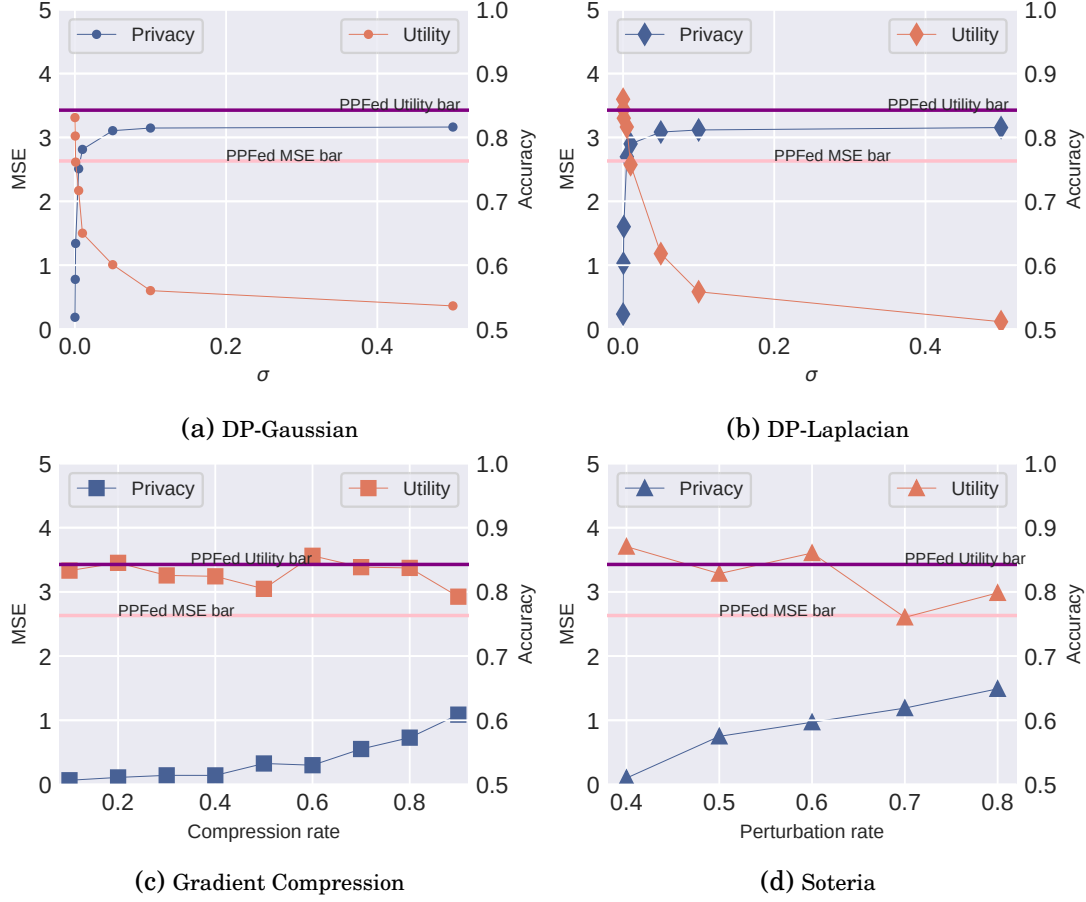 5
4
3
2
1
0
MSE
Privacy
Utility
PPFed Utility bar
PPFed MSE bar
1.0
0.9
0.8
0.7
0.6
0.5
Accuracy
0.0 0.2 0.4
σ
(a) DP-Gaussian
5
4
3
2
1
0
MSE
Privacy
Utility
PPFed Utility bar
PPFed MSE bar
1.0
0.9
0.8
0.7
0.6
0.5
Accuracy
0.0 0.2 0.4
σ
(b) DP-Laplacian
5
4
3
2
1
0
MSE
Privacy
Utility
PPFed Utility bar
PPFed MSE bar
1.0
0.9
0.8
0.7
0.6
0.5
Accuracy
0.2 0.4 0.6 0.8
Compression rate
(c) Gradient Compression
5
4
3
2
1
0
MSE
Privacy
Utility
PPFed Utility bar
PPFed MSE bar
1.0
0.9
0.8
0.7
0.6
0.5
Accuracy
0.4 0.5 0.6 0.7 0.8
Perturbation rate
(d) Soteria